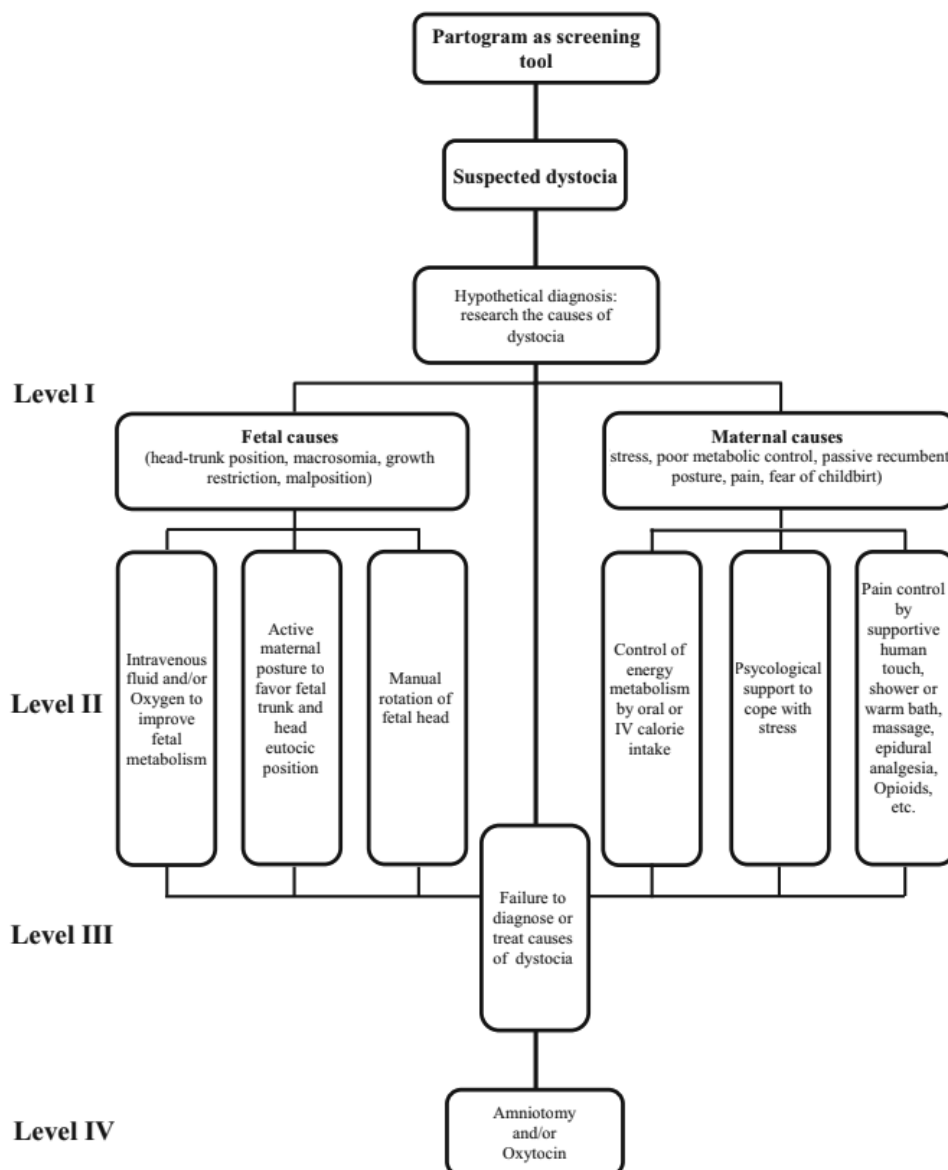 Partogram as screening
tool
Suspected dystocia
Hypothetical diagnosis:
research the causes of
dystocia
Level I
Fetal causes
(head-trunk position, macrosomia, growth
restriction, malposition)
Maternal causes
stress, poor metabolic control, passive recumbent
posture, pain, fear of childbirt)
Level II
Intravenous
fluid and/or
Oxygen to
improve
fetal
metabolism
Active
maternal
posture to
favor fetal
trunk and
head
eutocic
position
Manual
rotation of
fetal head
Control of
energy
metabolism
by oral or
IV calorie
intake
Psycological
support to
cope with
stress
Pain control
by
supportive
human
touch,
shower or
warm bath,
massage,
epidural
analgesia,
Opioids,
etc.
Level III
Failure to
diagnose or
treat causes
of dystocia
Level IV
Amniotomy
and/or
Oxytocin